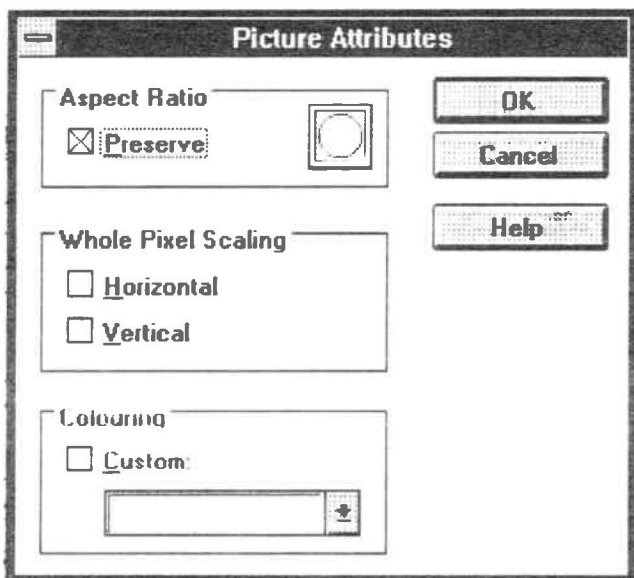 Picture Attributes
Aspect Ratio
Preserve
OK
Cancel
Help
Whole Pixel Scaling
Horizontal
Vertical
Colouring
Custom: